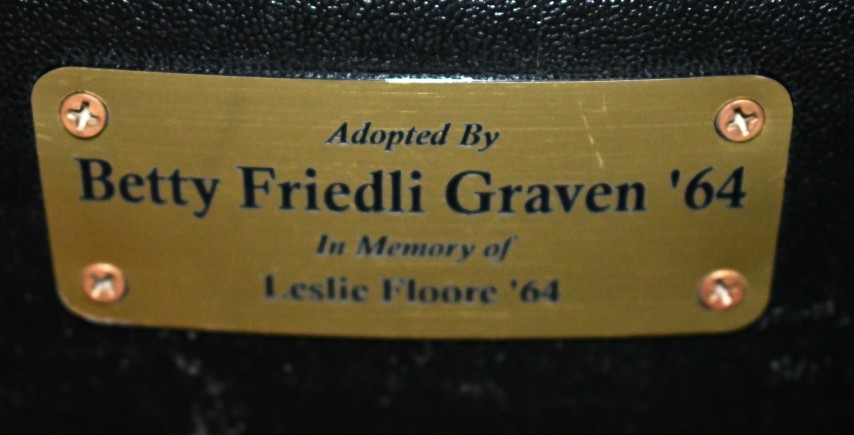 Adopted By
Betty Friedli Graven '64
In Memory of
Leslie Floore '64